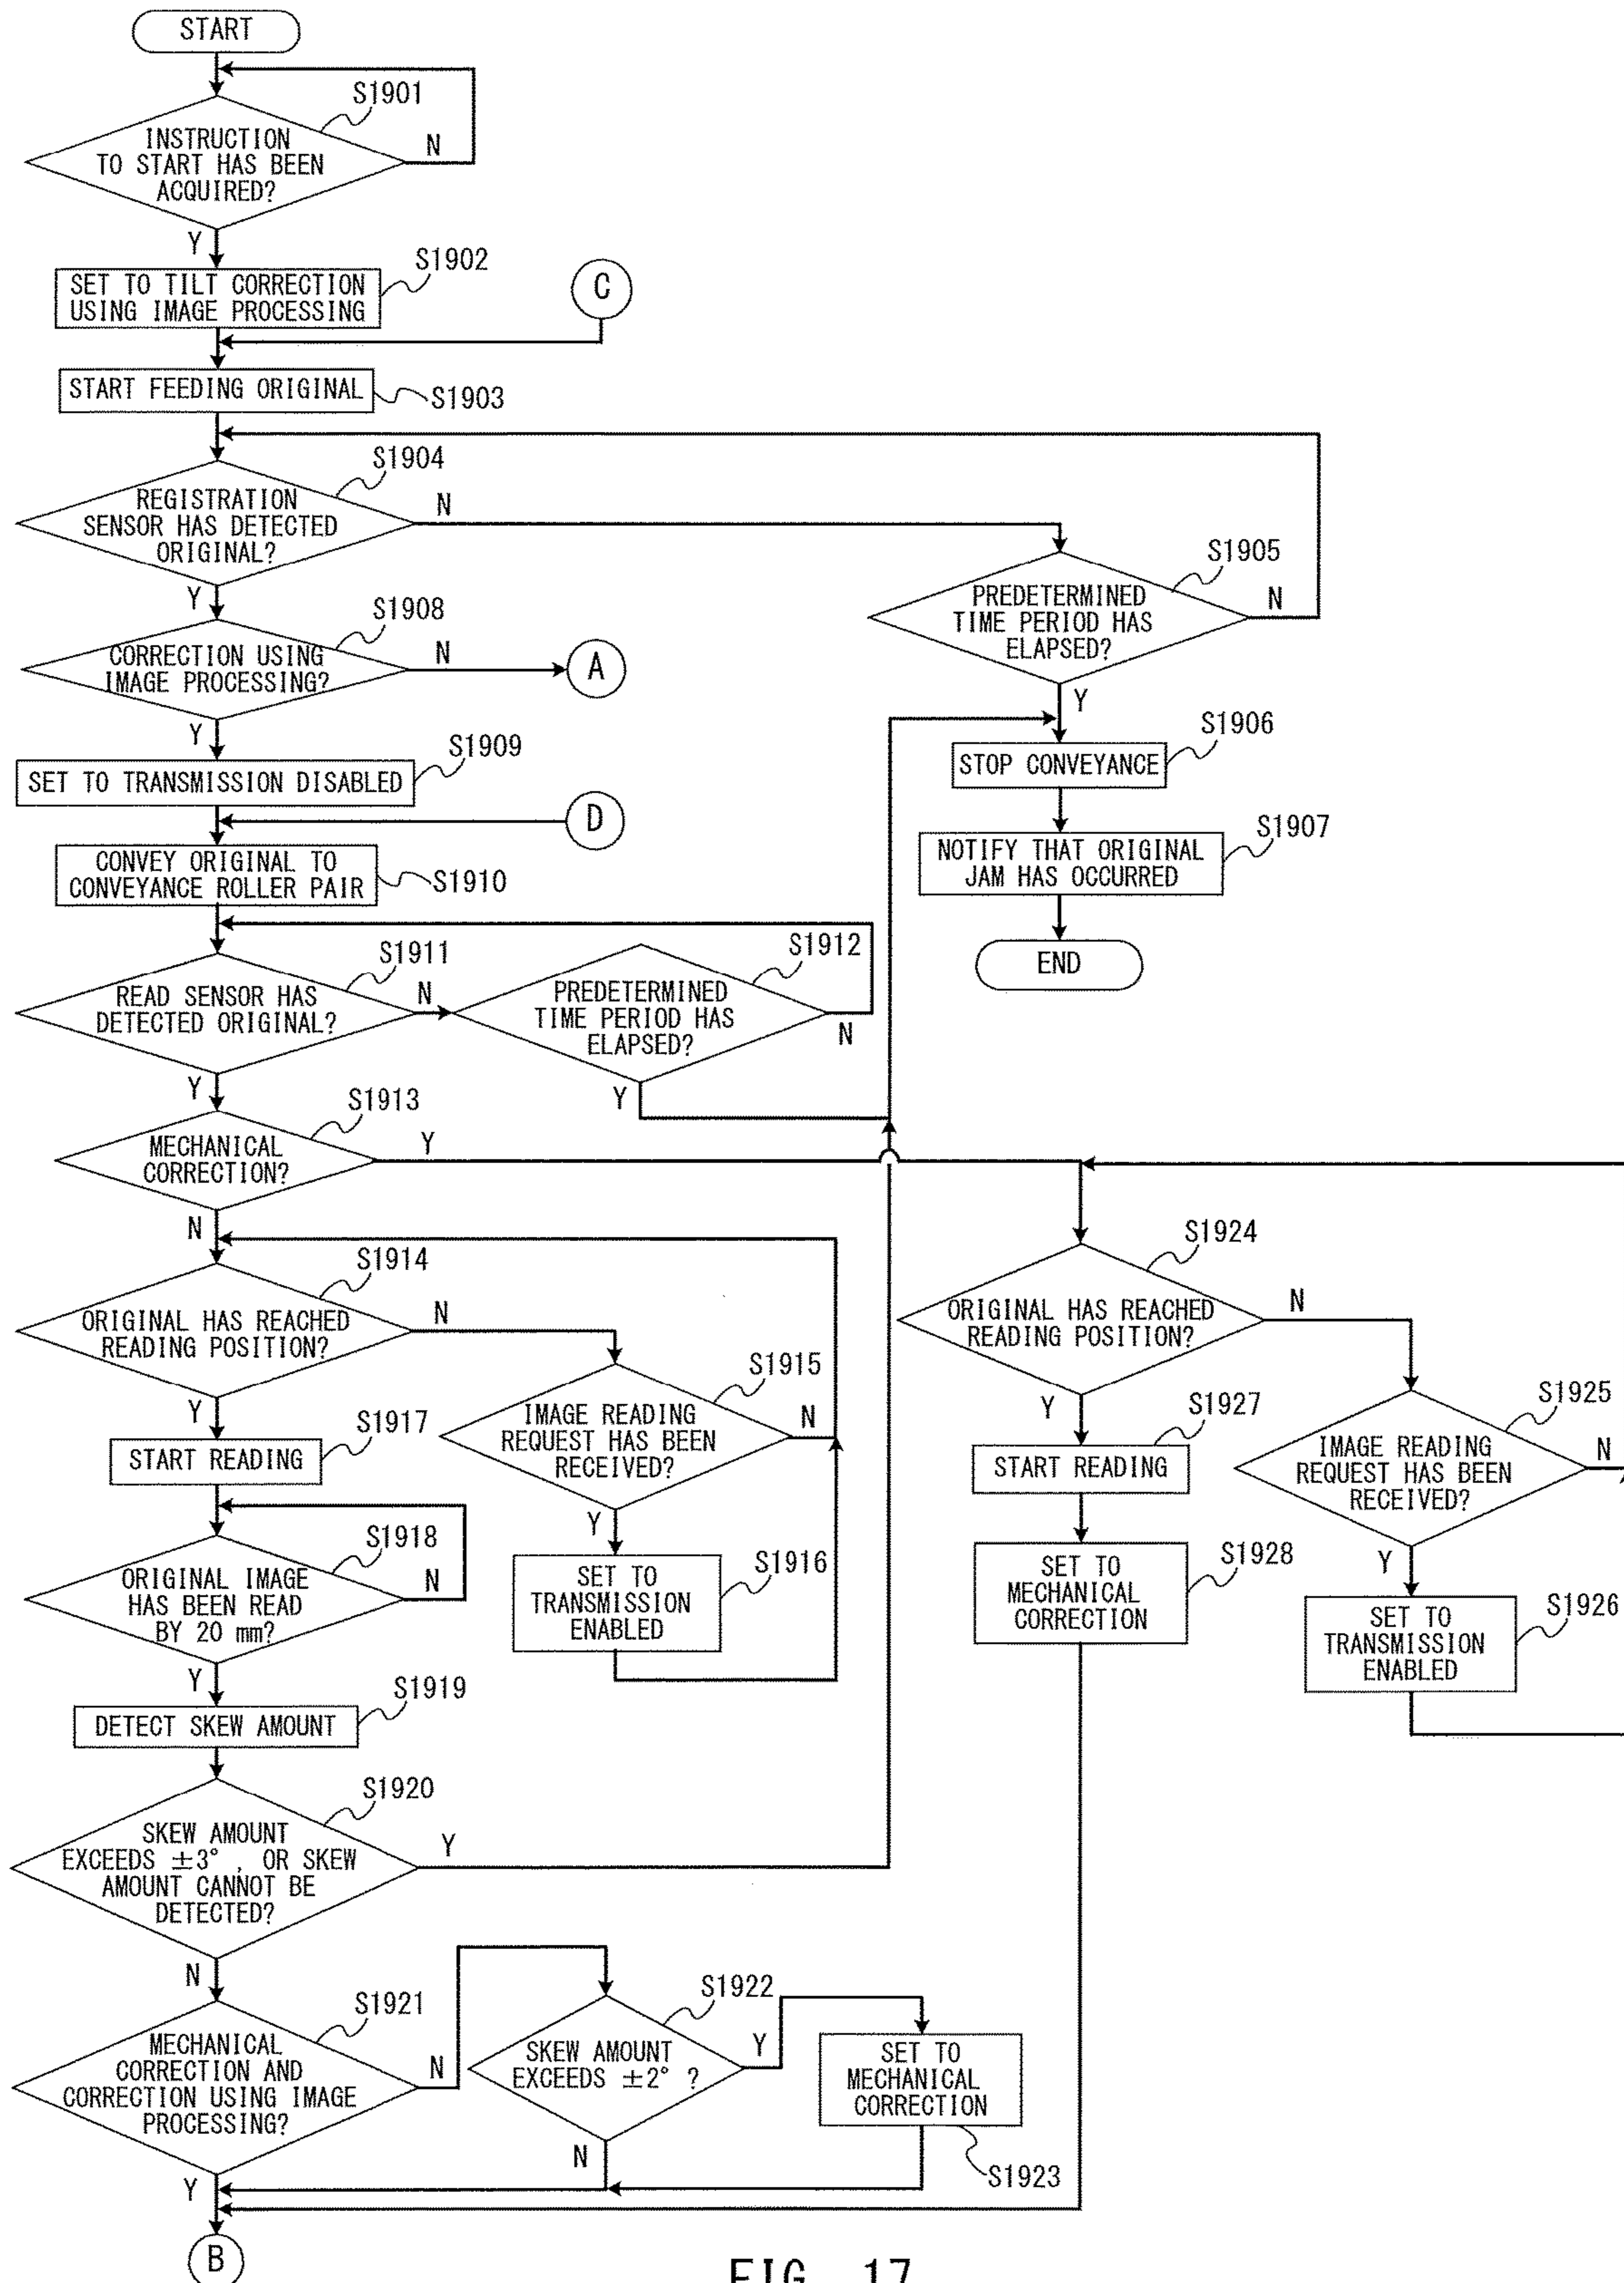 START
S1901
INSTRUCTION
TO START HAS BEEN
ACQUIRED?
N
Y
S1902
SET TO TILT CORRECTION
USING IMAGE PROCESSING
C
START FEEDING ORIGINAL
S1903
S1904
REGISTRATION
SENSOR HAS DETECTED
ORIGINAL?
N
Y
S1905
PREDETERMINED
TIME PERIOD HAS
ELAPSED?
N
Y
S1908
CORRECTION USING
IMAGE PROCESSING?
N
A
Y
S1906
STOP CONVEYANCE
S1909
SET TO TRANSMISSION DISABLED
D
S1907
NOTIFY THAT ORIGINAL
JAM HAS OCCURRED
END
CONVEY ORIGINAL TO
CONVEYANCE ROLLER PAIR
S1910
S1911
READ SENSOR HAS
DETECTED ORIGINAL?
N
Y
S1912
PREDETERMINED
TIME PERIOD HAS
ELAPSED?
N
Y
S1913
MECHANICAL
CORRECTION?
Y
N
S1914
ORIGINAL HAS REACHED
READING POSITION?
N
Y
S1915
IMAGE READING
REQUEST HAS BEEN
RECEIVED?
N
Y
S1916
SET TO
TRANSMISSION
ENABLED
S1917
START READING
S1918
ORIGINAL IMAGE
HAS BEEN READ
BY 20 mm?
N
Y
S1919
DETECT SKEW AMOUNT
S1920
SKEW AMOUNT
EXCEEDS ±3° , OR SKEW
AMOUNT CANNOT BE
DETECTED?
Y
N
S1921
MECHANICAL
CORRECTION AND
CORRECTION USING IMAGE
PROCESSING?
N
Y
S1922
SKEW AMOUNT
EXCEEDS ±2° ?
Y
N
SET TO
MECHANICAL
CORRECTION
S1923
S1924
ORIGINAL HAS REACHED
READING POSITION?
N
Y
S1925
IMAGE READING
REQUEST HAS BEEN
RECEIVED?
N
Y
S1926
SET TO
TRANSMISSION
ENABLED
S1927
START READING
S1928
SET TO
MECHANICAL
CORRECTION
B
FIG. 17